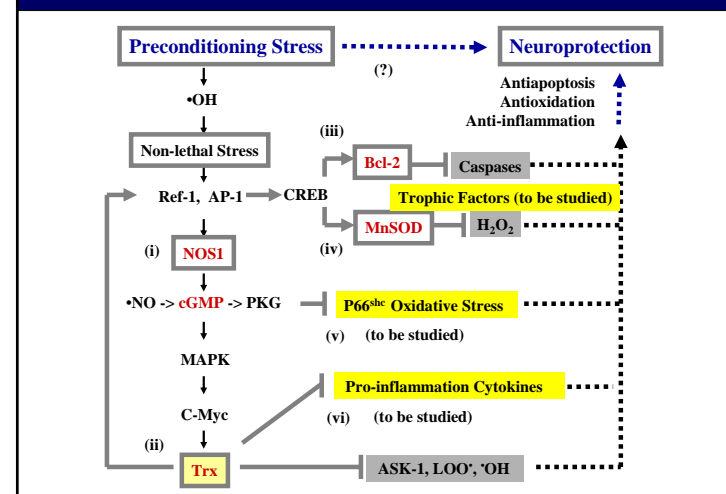 Preconditioning Stress
Neuroprotection
(?)
•OH
Antiapoptosis
Antioxidation
Anti-inflammation
Non-lethal Stress
(iii)
Bcl-2
Caspases
Ref-1, AP-1
CREB
Trophic Factors (to be studied)
(iv)
MnSOD
H₂O₂
(i)
NOS1
•NO -> cGMP -> PKG
P66ˢʰᶜ Oxidative Stress
(v) (to be studied)
MAPK
Pro-inflammation Cytokines
C-Myc
(vi) (to be studied)
(ii)
Trx
ASK-1, LOO•, •OH